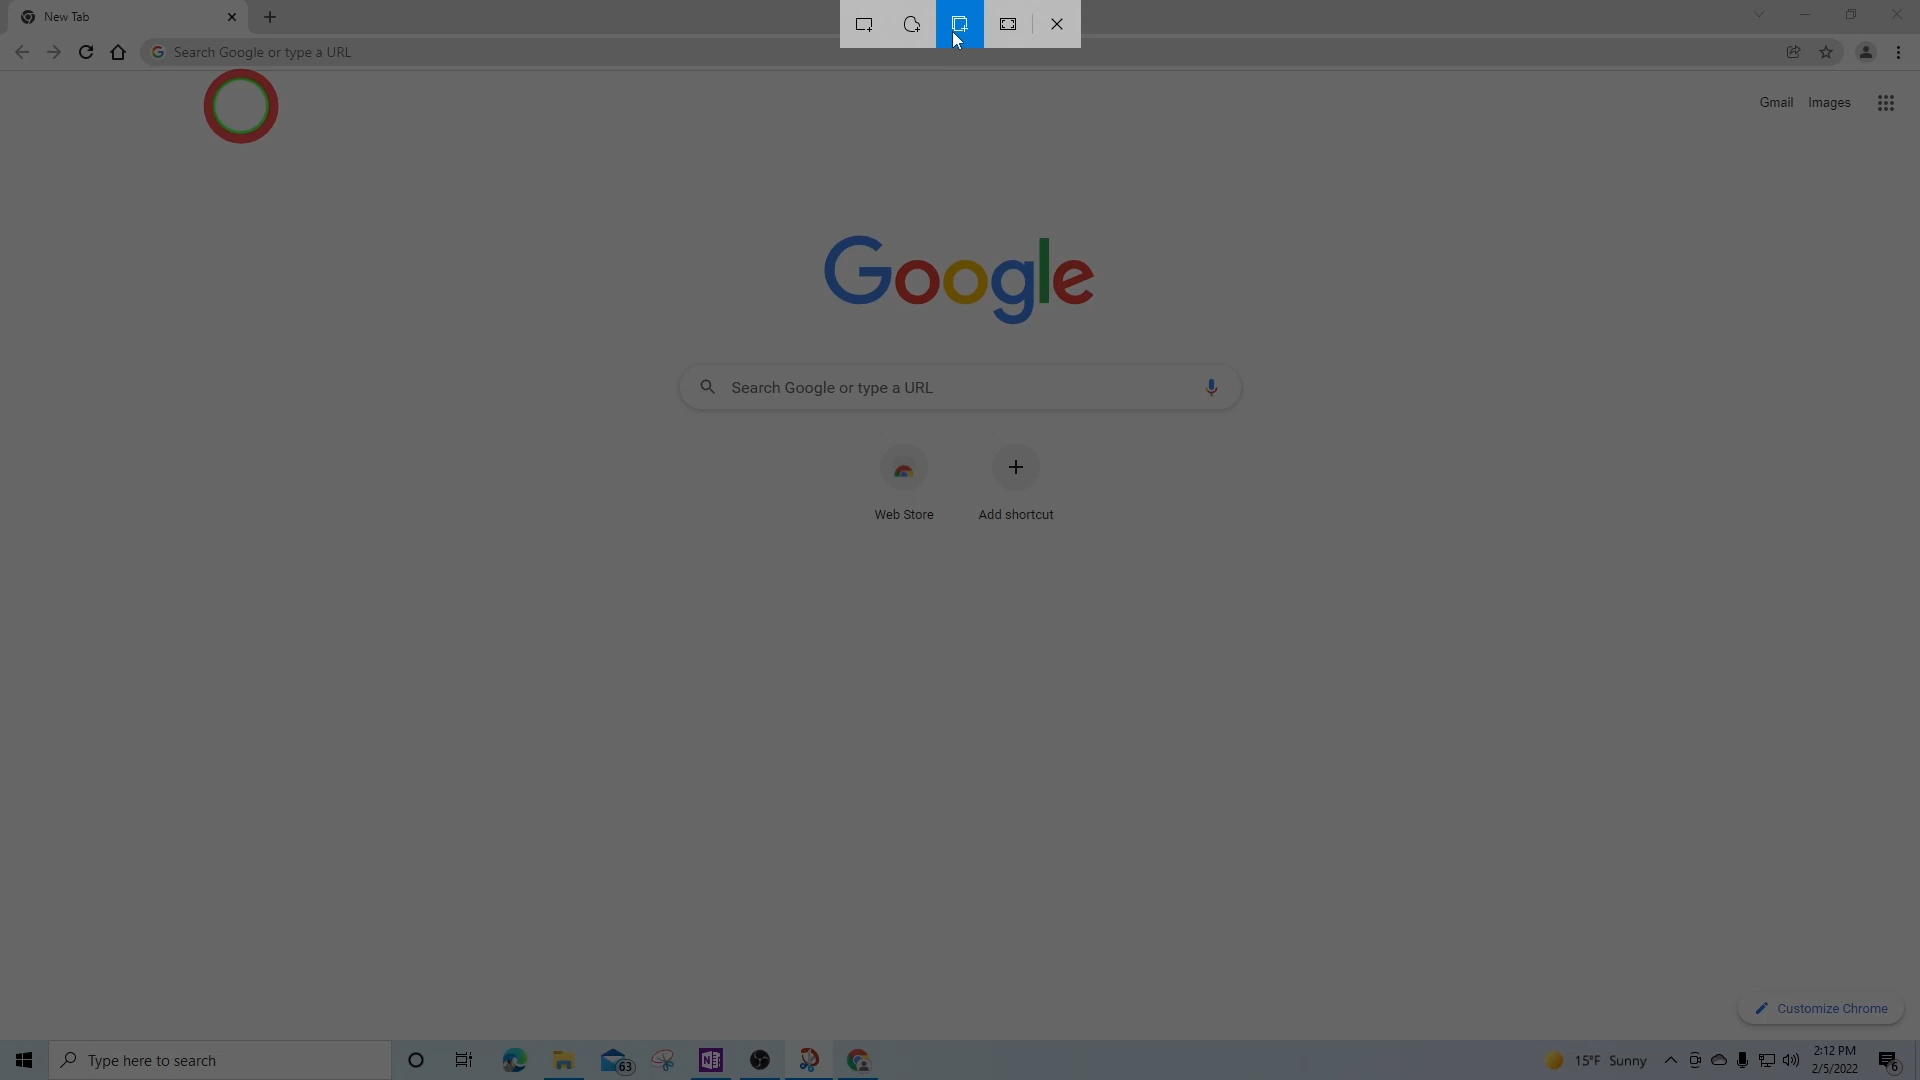 New Tab
Search Google or type a URL
Gmail Images
Google
Search Google or type a URL
Web Store
Add shortcut
Customize Chrome
Type here to search
63
15°F Sunny
2:12 PM
2/5/2022
6